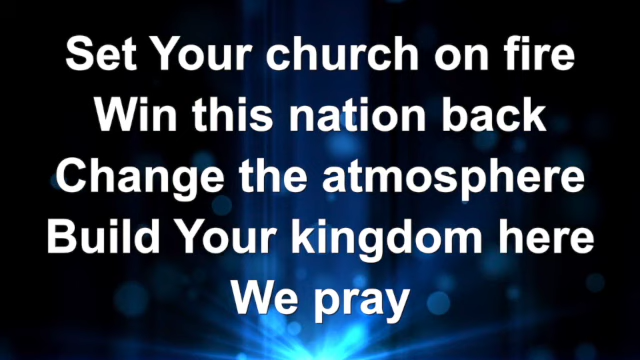 Set Your church on fire
Win this nation back
Change the atmosphere
Build Your kingdom here
We pray